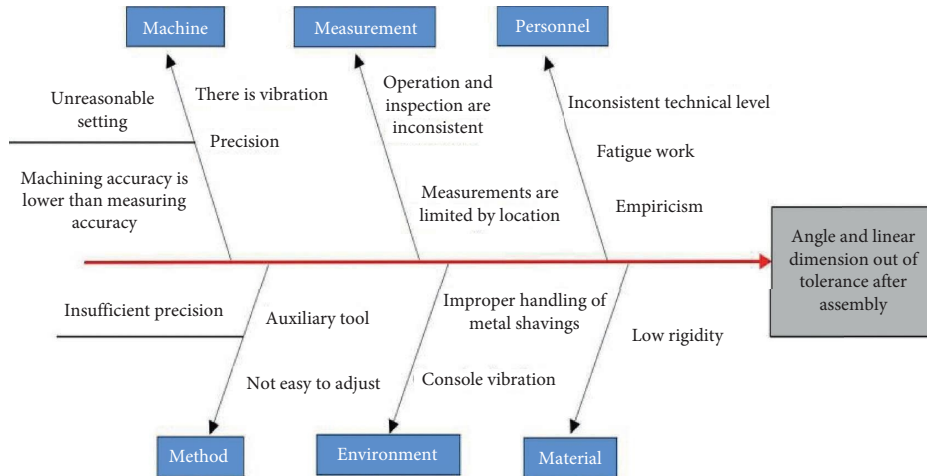 Machine
Measurement
Personnel
Unreasonable
setting
There is vibration
Precision
Machining accuracy is
lower than measuring
accuracy
Operation and
inspection are
inconsistent
Measurements are
limited by location
Inconsistent technical level
Fatigue work
Empiricism
Angle and linear
dimension out of
tolerance after
assembly
Insufficient precision
Auxiliary tool
Not easy to adjust
Improper handling of
metal shavings
Console vibration
Low rigidity
Method
Environment
Material